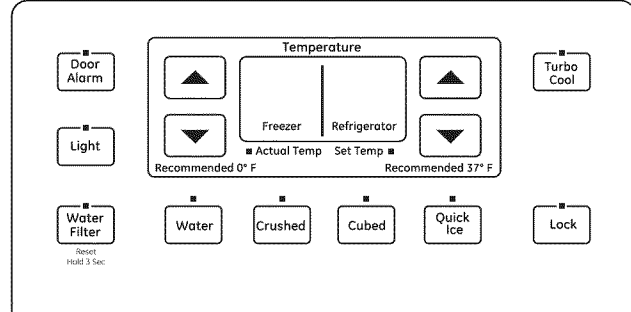 Temperature
Door
Alarm
Turbo
Cool
Freezer
Refrigerator
Light
Actual Temp
Set Temp
Recommended 0° F
Recommended 37° F
Water
Filter
Water
Crushed
Cubed
Quick
Ice
Lock
Reset
Hold 3 Sec